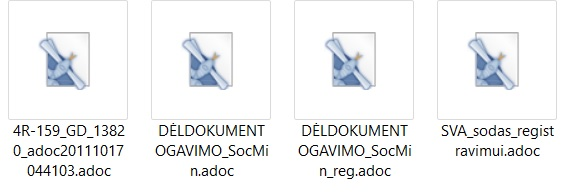 4R-159_GD_1382
0_adoc20111017
044103.adoc
DĖLDOKUMENT
OGAVIMO_SocMi
n.adoc
DĖLDOKUMENT
OGAVIMO_SocMi
n_reg.adoc
SVA_sodas_regist
ravimui.adoc